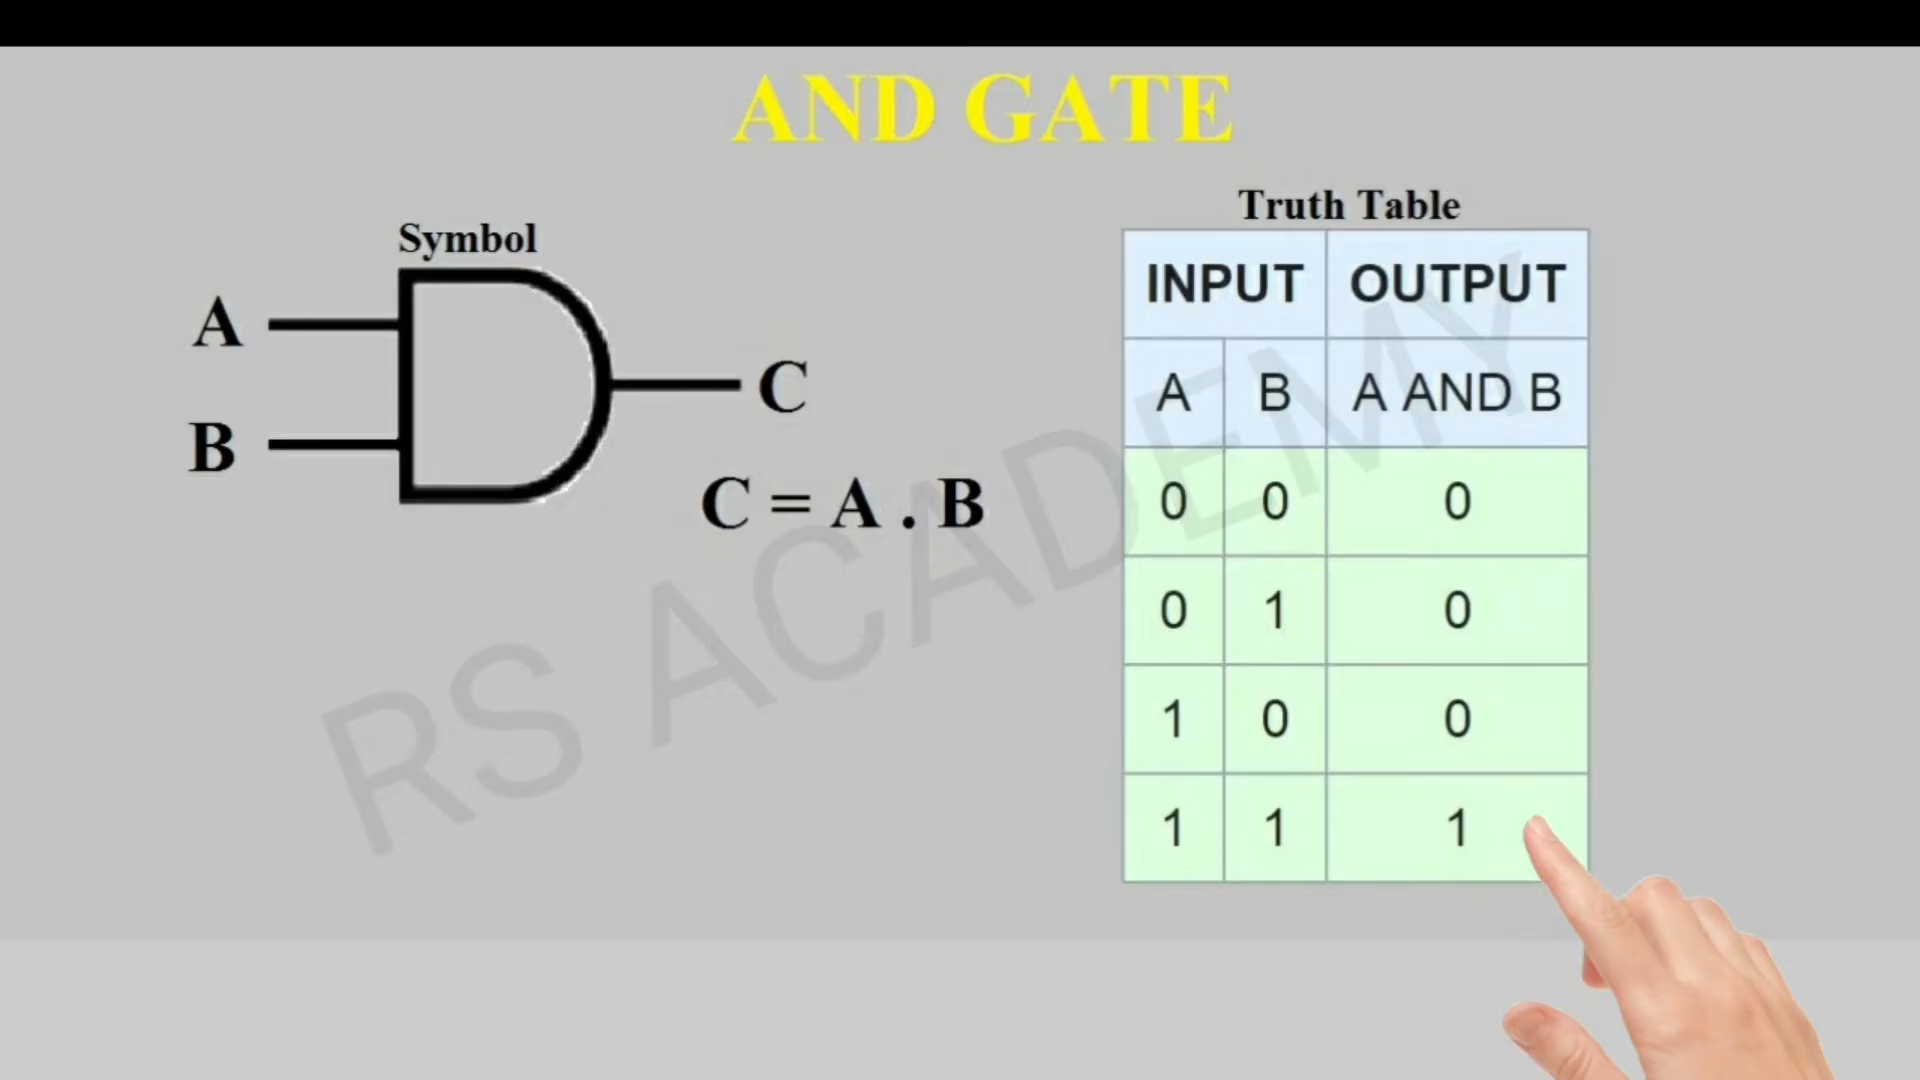 AND GATE
Symbol
A
B
C
C = A . B
Truth Table
INPUT OUTPUT
A B A AND B
0 0 0
0 1 0
1 0 0
1 1 1
RS ACADEMY